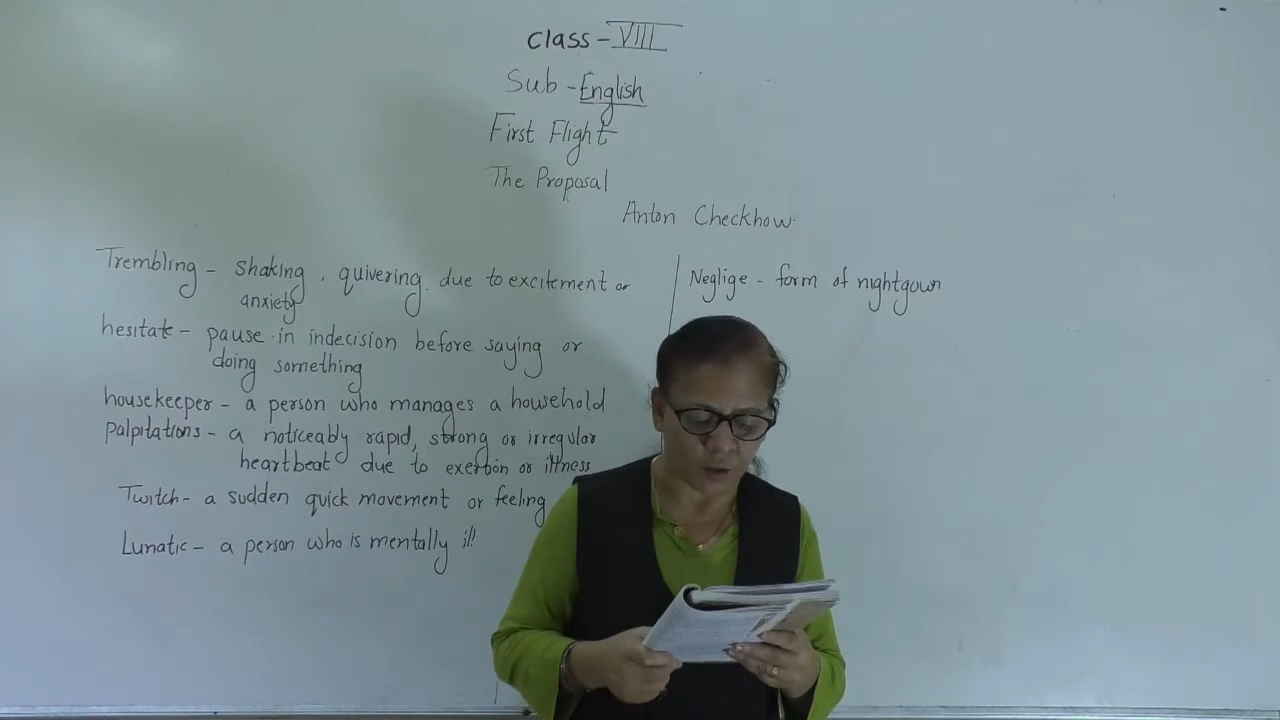 Class - VIII
Sub - English
First Flight
The Proposal
Anton Checkhow
Trembling - shaking, quivering due to excitement or
anxiety
hesitate - pause in indecision before saying or
doing something
housekeeper - a person who manages a household
palpitations - a noticeably rapid, strong or irregular
heartbeat due to exertion or illness
Twitch - a sudden quick movement or feeling
Lunatic - a person who is mentally ill
Neglige - form of nightgown